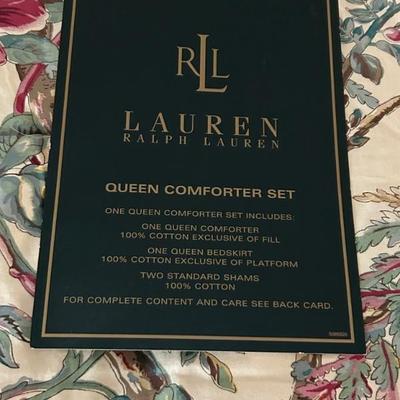 RLL
LAUREN
RALPH LAUREN
QUEEN COMFORTER SET
ONE QUEEN COMFORTER SET INCLUDES:
ONE QUEEN COMFORTER
100% COTTON EXCLUSIVE OF FILL
ONE QUEEN BEDSKIRT
100% COTTON EXCLUSIVE OF PLATFORM
TWO STANDARD SHAMS
100% COTTON
FOR COMPLETE CONTENT AND CARE SEE BACK CARD.